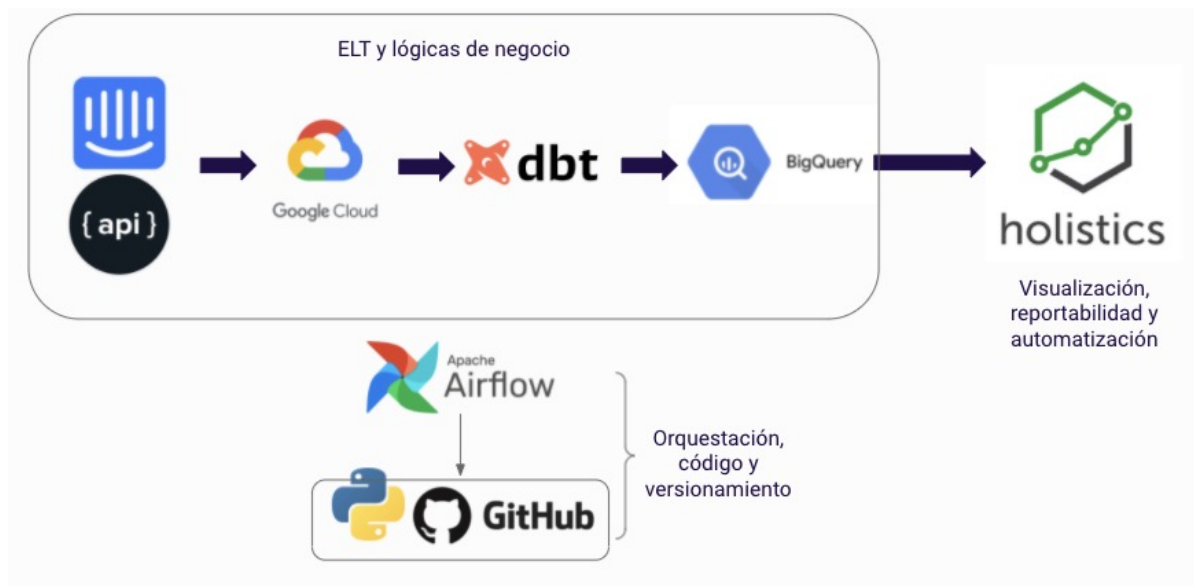 ELT y lógicas de negocio
{ api }
Google Cloud
dbt
BigQuery
holistics
Visualización,
reportabilidad y
automatización
Apache
Airflow
GitHub
Orquestación,
código y
versionamiento